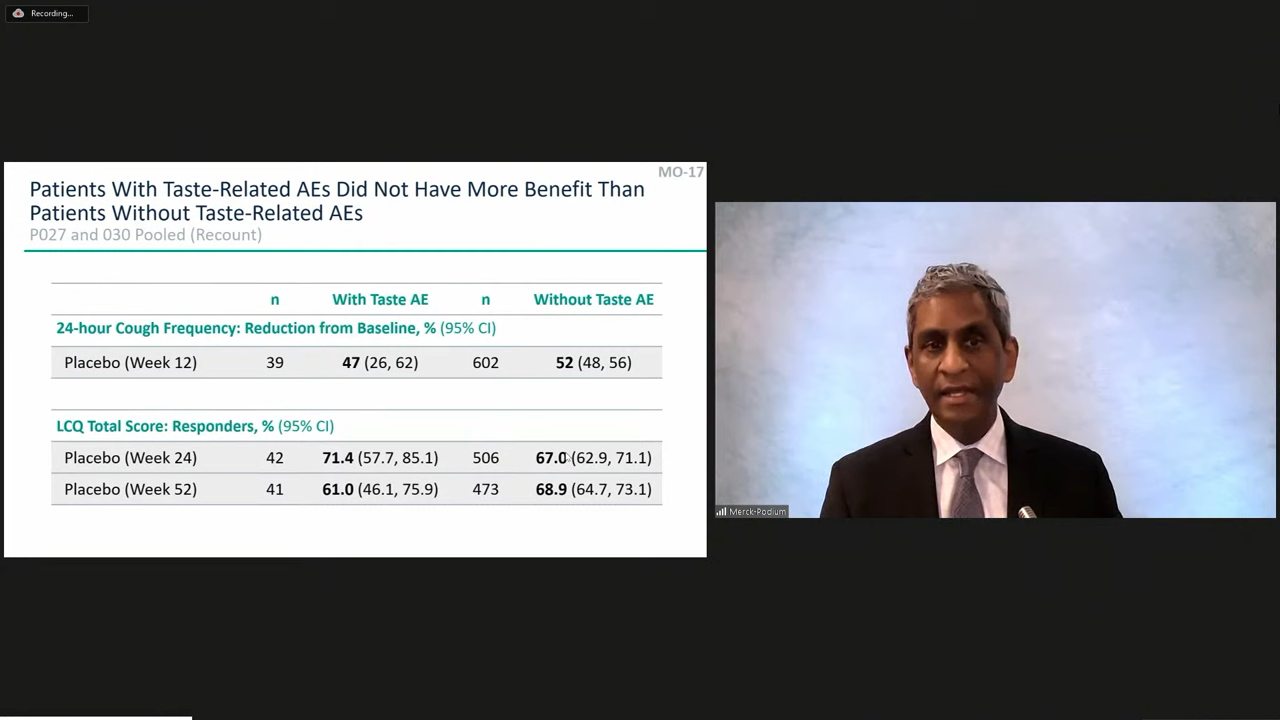 Recording...
MO-17
Patients With Taste-Related AEs Did Not Have More Benefit Than
Patients Without Taste-Related AEs
P027 and 030 Pooled (Recount)
n With Taste AE n Without Taste AE
24-hour Cough Frequency: Reduction from Baseline, % (95% CI)
Placebo (Week 12) 39 47 (26, 62) 602 52 (48, 56)
LCQ Total Score: Responders, % (95% CI)
Placebo (Week 24) 42 71.4 (57.7, 85.1) 506 67.0 (62.9, 71.1)
Placebo (Week 52) 41 61.0 (46.1, 75.9) 473 68.9 (64.7, 73.1)
Merck-Podium